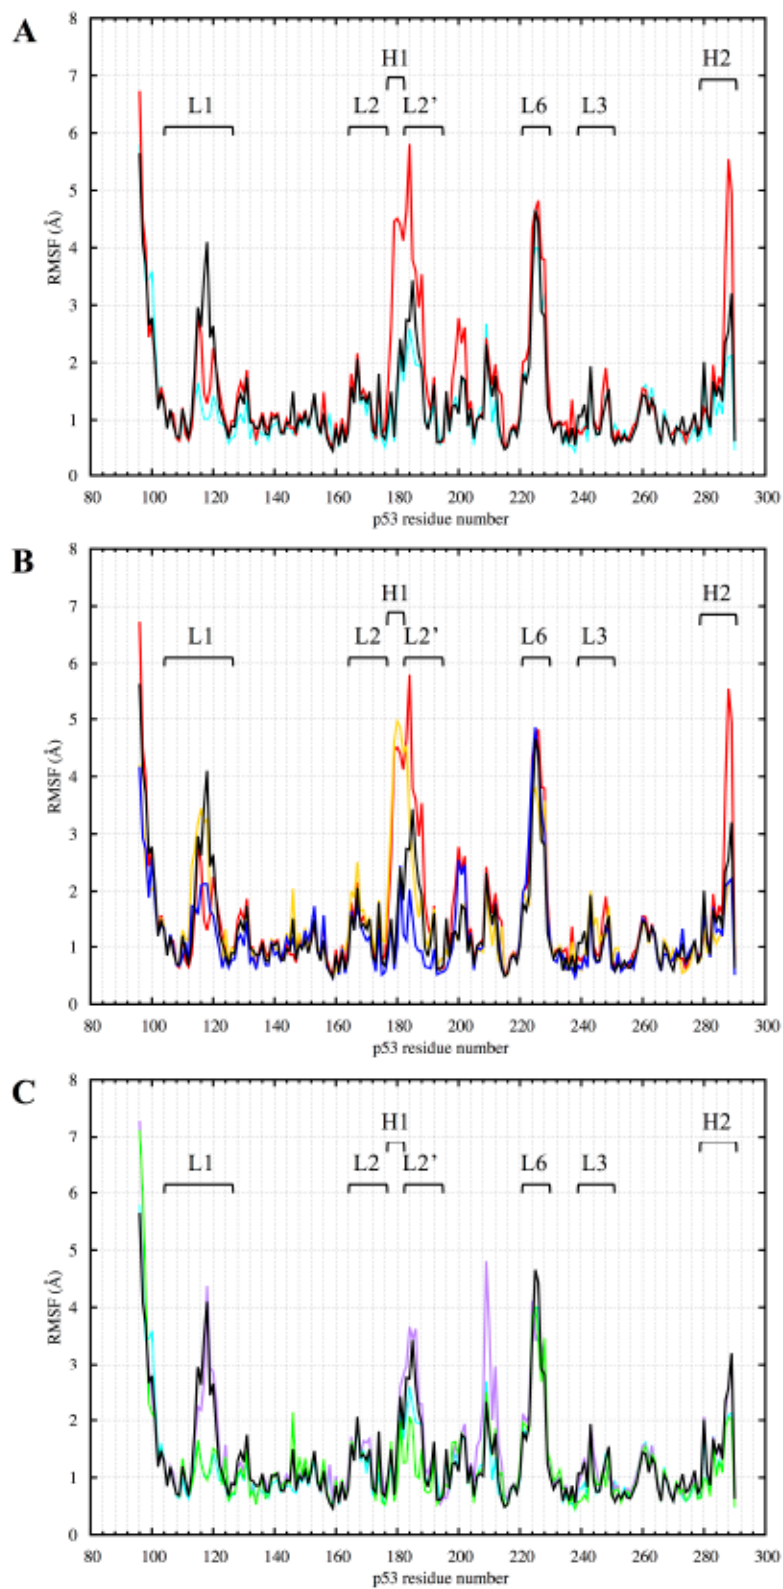 A
H1
H2
L1
L2
L2’
L6
L3
RMSF (Å)
8
7
6
5
4
3
2
1
0
80 100 120 140 160 180 200 220 240 260 280 300
p53 residue number
B
H1
H2
L1
L2
L2’
L6
L3
RMSF (Å)
8
7
6
5
4
3
2
1
0
80 100 120 140 160 180 200 220 240 260 280 300
p53 residue number
C
H1
H2
L1
L2
L2’
L6
L3
RMSF (Å)
8
7
6
5
4
3
2
1
0
80 100 120 140 160 180 200 220 240 260 280 300
p53 residue number